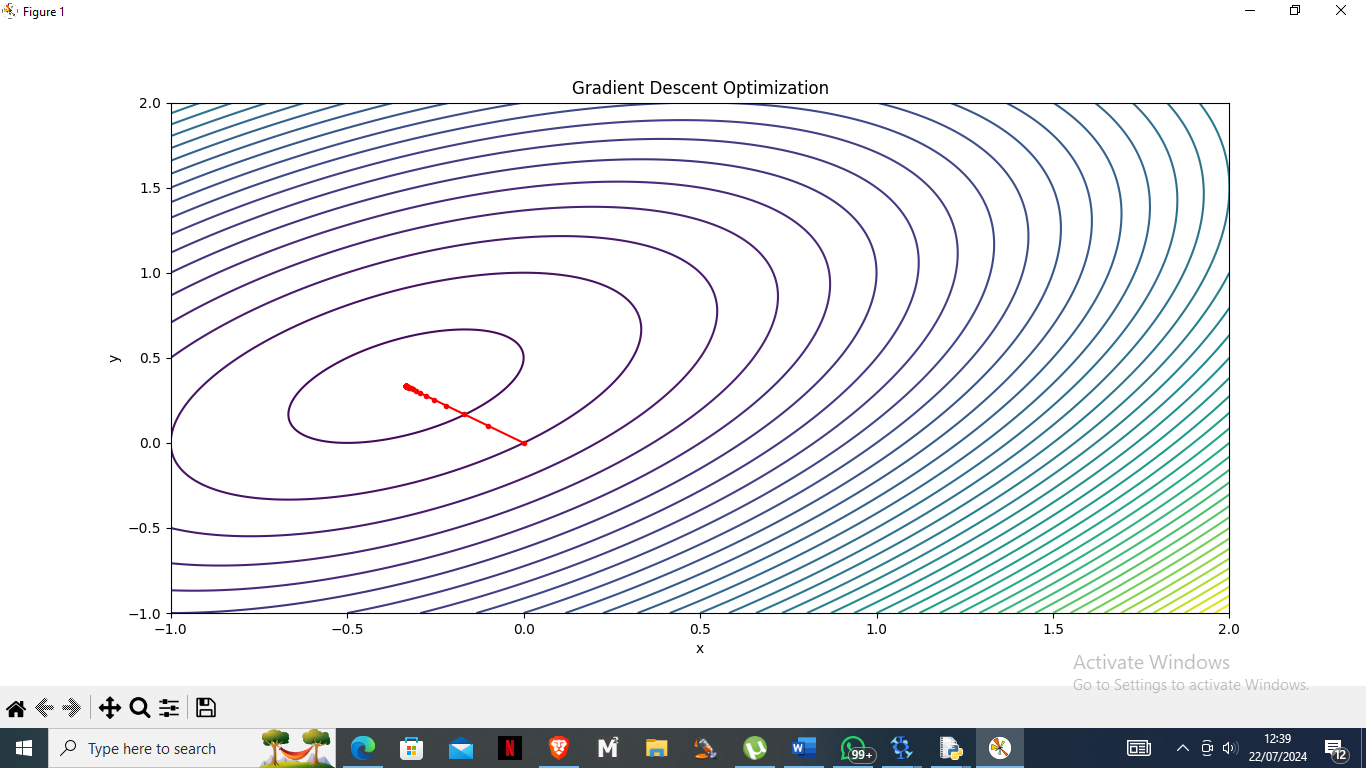 Figure 1
Gradient Descent Optimization
2.0
1.5
1.0
y
0.5
0.0
−0.5
−1.0
−1.0 −0.5 0.0 0.5 1.0 1.5 2.0
x
Activate Windows
Go to Settings to activate Windows.
Type here to search
N
M
W
99+
12:39
22/07/2024
12